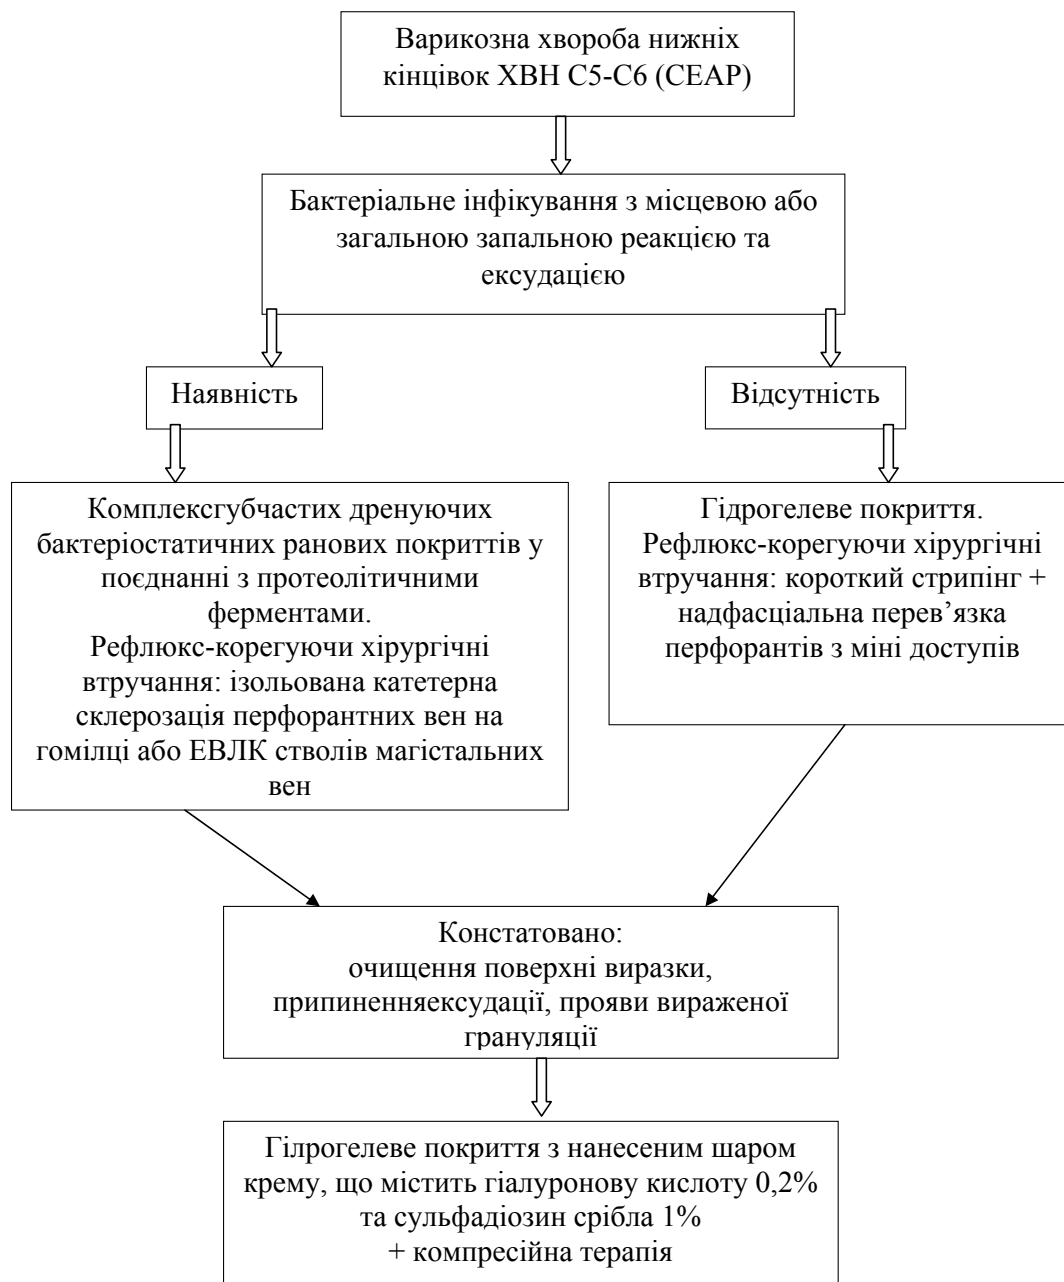 Варикозна хвороба нижніх
кінцівок ХВН С5-С6 (СЕАР)
Бактеріальне інфікування з місцевою або
загальною запальною реакцією та
ексудацією
Наявність
Відсутність
Комплексгубчастих дренуючих
бактеріостатичних ранових покриттів у
поєднанні з протеолітичними
ферментами.
Рефлюкс-корегуючи хірургічні
втручання: ізольована катетерна
склерозація перфорантних вен на
гомілці або ЕВЛК стволів магістальних
вен
Гідрогелеве покриття.
Рефлюкс-корегуючи хірургічні
втручання: короткий стрипінг +
надфасціальна перев’язка
перфорантів з міні доступів
Констатовано:
очищення поверхні виразки,
припиненняексудації, прояви вираженої
грануляції
Гілрогелеве покриття з нанесеним шаром
крему, що містить гіалуронову кислоту 0,2%
та сульфадіозин срібла 1%
+ компресійна терапія